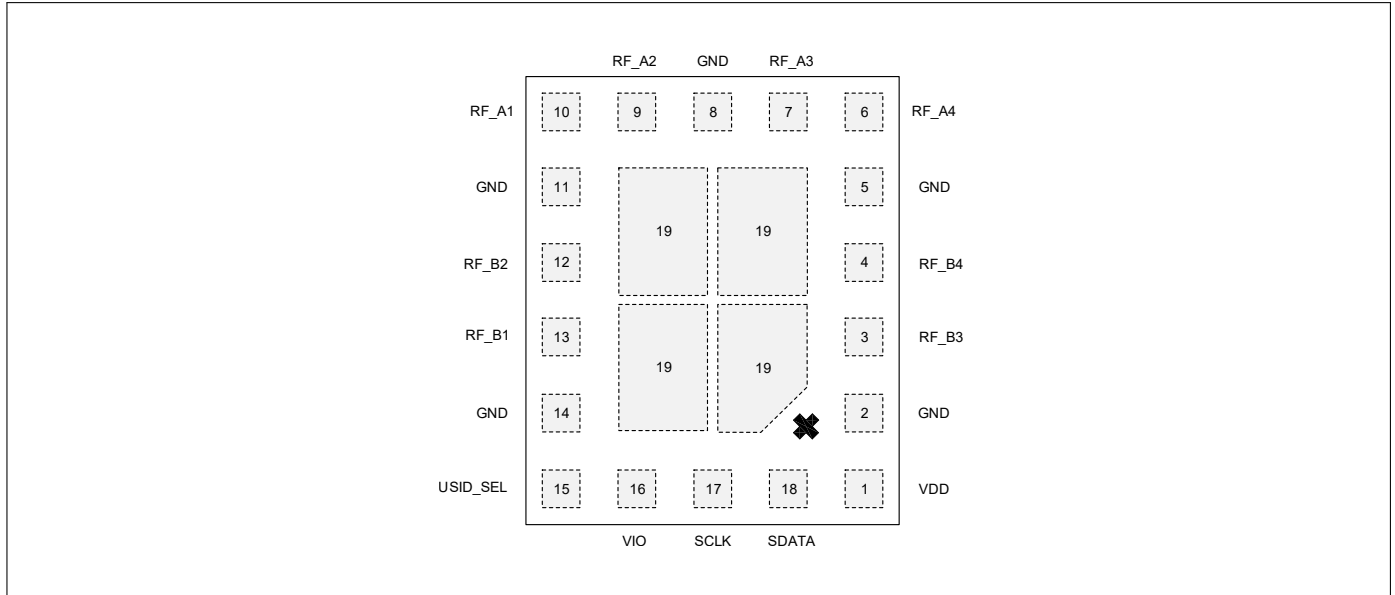 RF_A2 GND RF_A3
RF_A1 10 9 8 7 6 RF_A4
GND 11 5 GND
19 19
RF_B2 12 4 RF_B4
RF_B1 13 3 RF_B3
19 19
GND 14 2 GND
USID_SEL 15 16 17 18 1 VDD
VIO SCLK SDATA